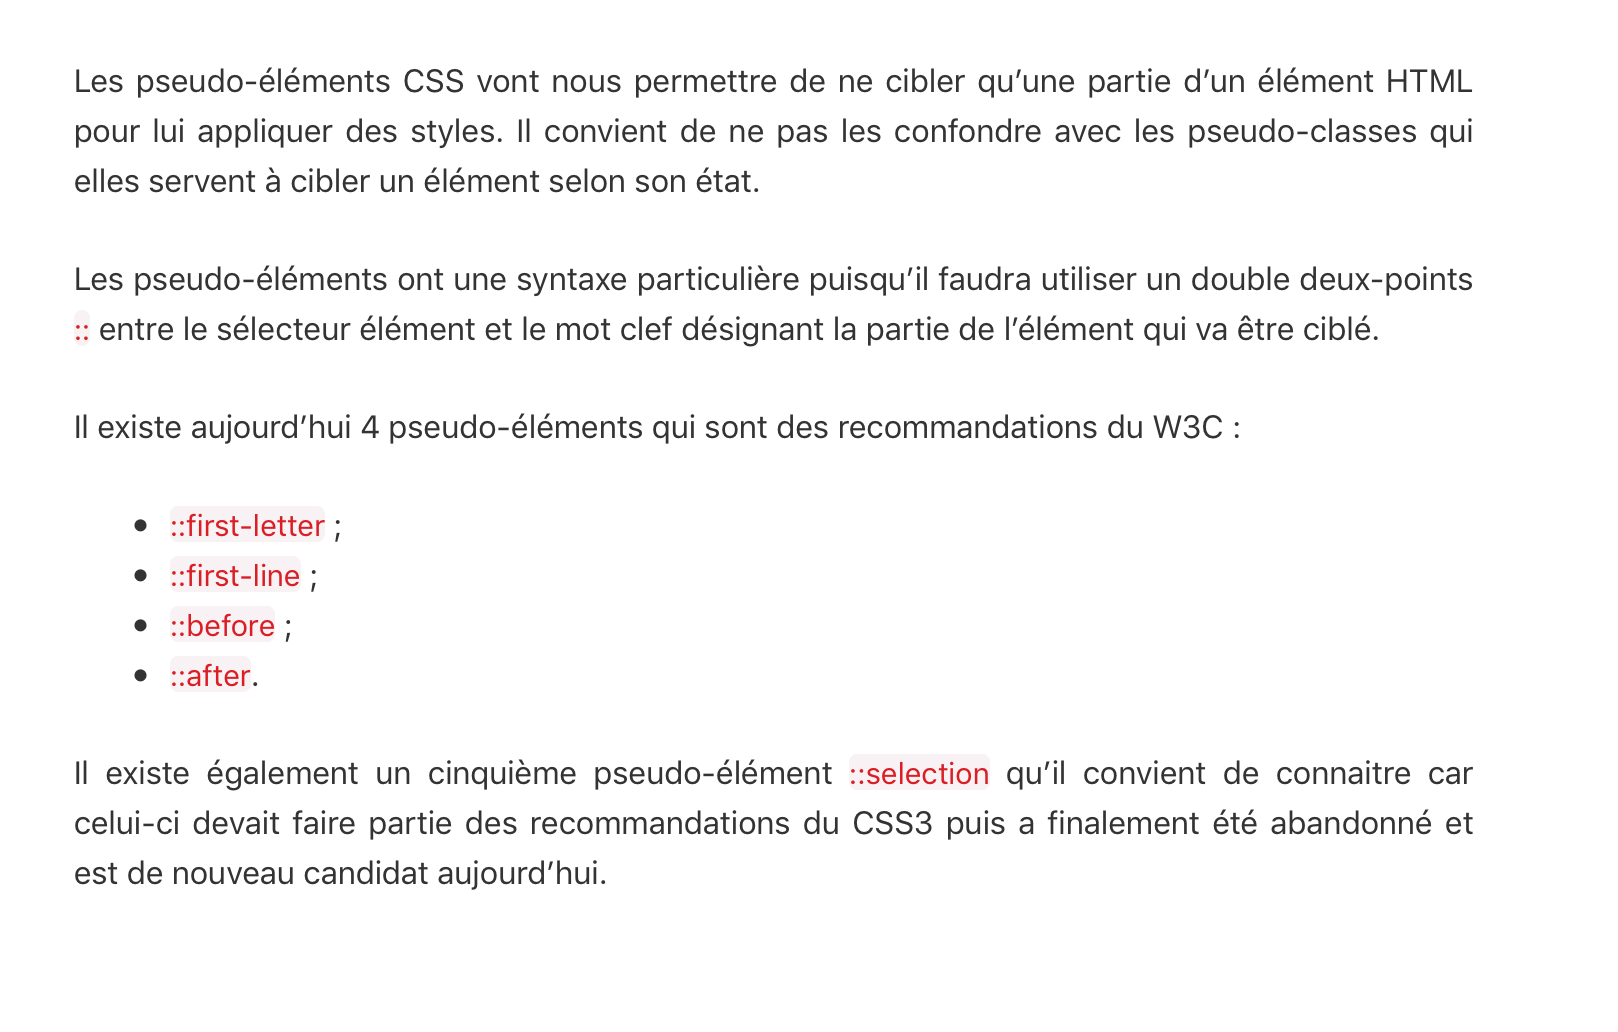 Les pseudo-éléments CSS vont nous permettre de ne cibler qu’une partie d’un élément HTML
pour lui appliquer des styles. Il convient de ne pas les confondre avec les pseudo-classes qui
elles servent à cibler un élément selon son état.
Les pseudo-éléments ont une syntaxe particulière puisqu’il faudra utiliser un double deux-points
:: entre le sélecteur élément et le mot clef désignant la partie de l’élément qui va être ciblé.
Il existe aujourd’hui 4 pseudo-éléments qui sont des recommandations du W3C :
• ::first-letter ;
• ::first-line ;
• ::before ;
• ::after.
Il existe également un cinquième pseudo-élément ::selection qu’il convient de connaitre car
celui-ci devait faire partie des recommandations du CSS3 puis a finalement été abandonné et
est de nouveau candidat aujourd’hui.